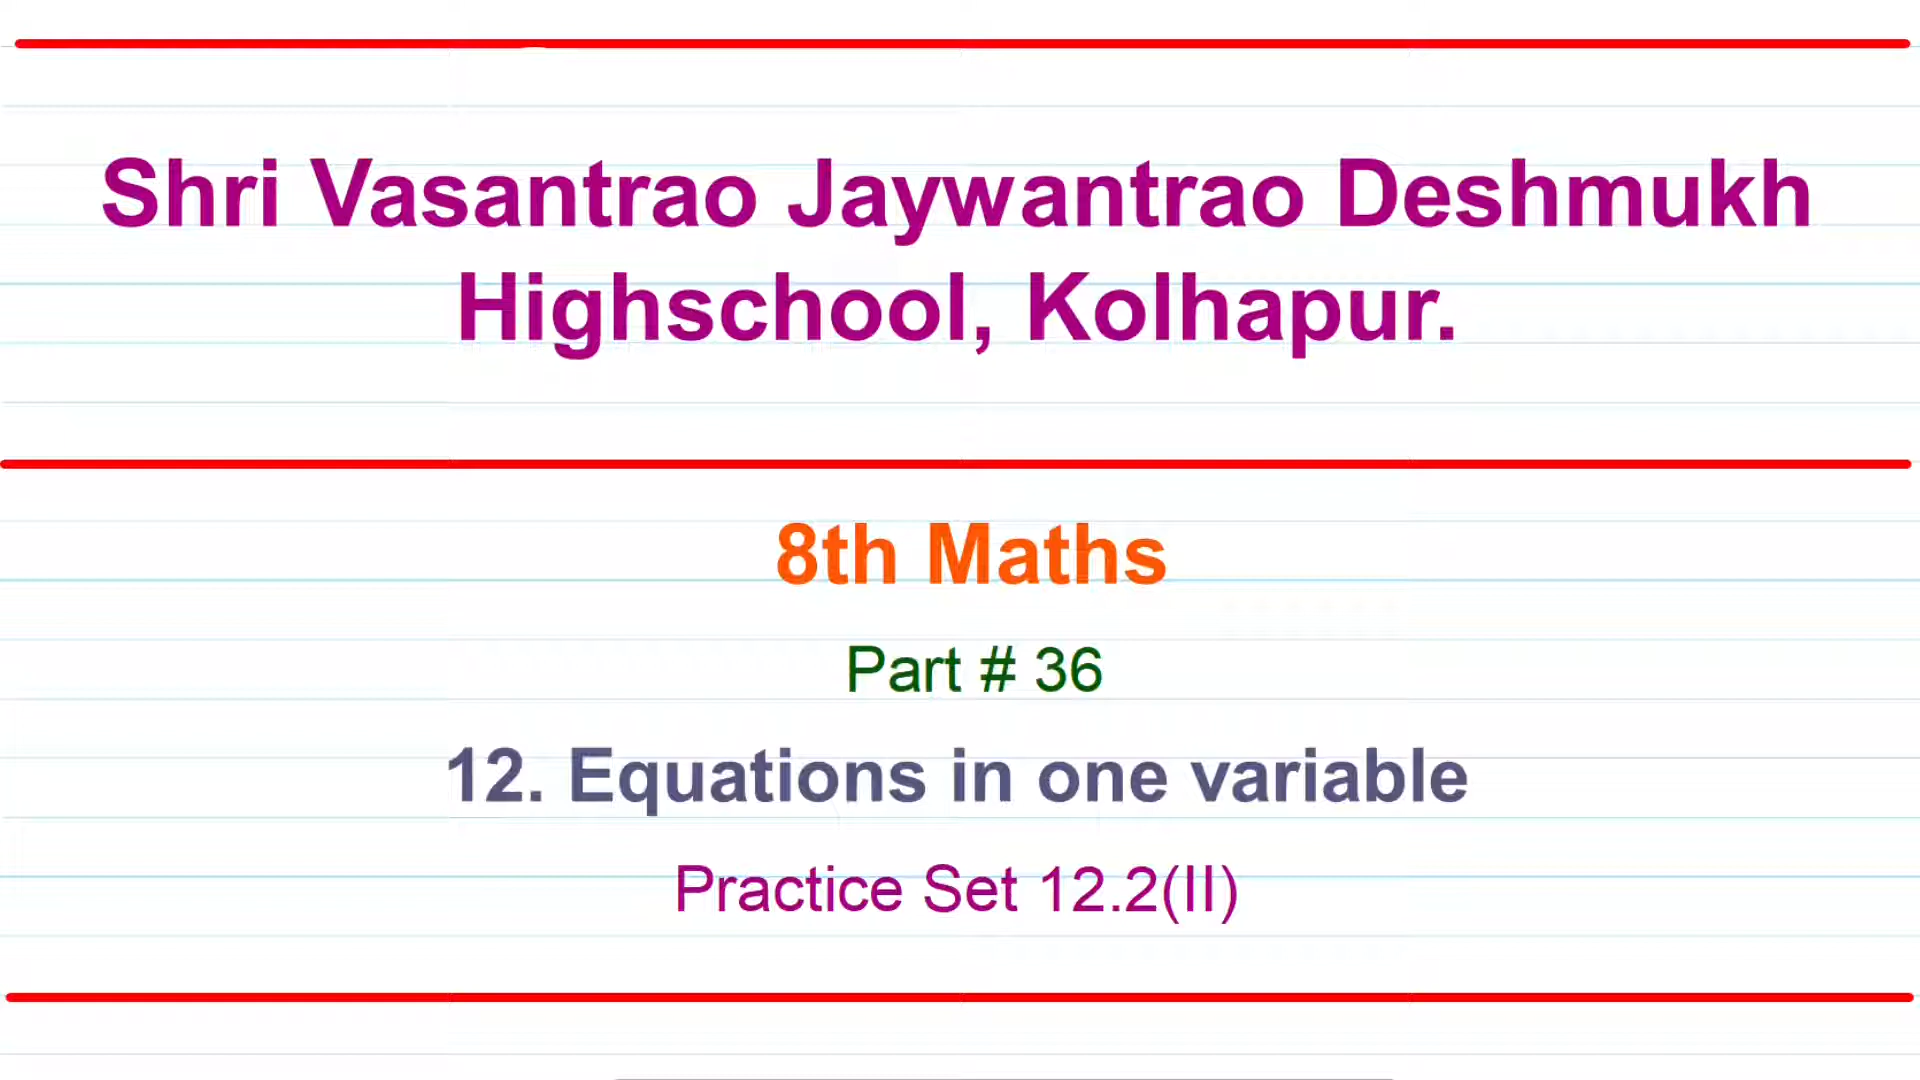 Shri Vasantrao Jaywantrao Deshmukh
Highschool, Kolhapur.
8th Maths
Part # 36
12. Equations in one variable
Practice Set 12.2(II)